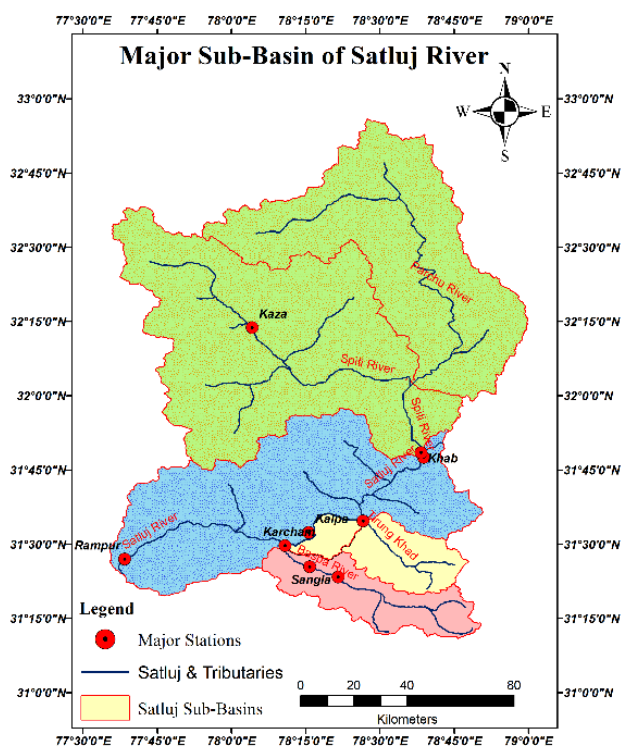 77°30'0"E 77°45'0"E 78°0'0"E 78°15'0"E 78°30'0"E 78°45'0"E 79°0'0"E
Major Sub-Basin of Satluj River
N
W E
S
33°0'0"N 33°0'0"N
32°45'0"N 32°45'0"N
32°30'0"N 32°30'0"N
Parchu River
32°15'0"N 32°15'0"N
Kaza
Spiti River
32°0'0"N 32°0'0"N
Spiti River
Satluj River
Khab
31°45'0"N 31°45'0"N
Kalpa
Tirung Khad
Satluj River
Karcham
31°30'0"N 31°30'0"N
Rampur
Baspa River
Sangla
31°15'0"N 31°15'0"N
Legend
Major Stations
Satluj & Tributaries
Satluj Sub-Basins
0 10 20 40 60 80
Kilometers
31°0'0"N 31°0'0"N
77°30'0"E 77°45'0"E 78°0'0"E 78°15'0"E 78°30'0"E 78°45'0"E 79°0'0"E